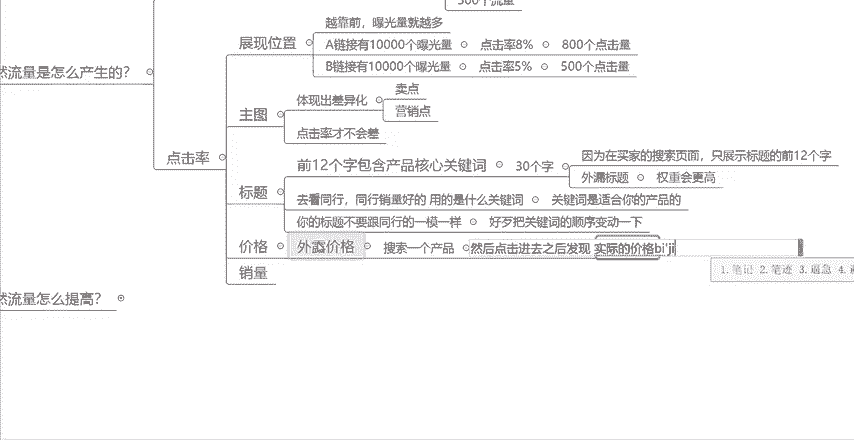 500个流量
越靠前，曝光量就越多
展现位置
A链接有10000个曝光量 点击率8% 800个点击量
B链接有10000个曝光量 点击率5% 500个点击量
然流量是怎么产生的？
卖点
体现出差异化
主图
营销点
点击率才不会差
点击率
因为在买家的搜索页面，只展示标题的前12个字
前12个字包含产品核心关键词 30个字
外漏标题 权重会更高
标题
去看同行，同行销量好的 用的是什么关键词 关键词是适合你的产品的
你的标题不要跟同行的一模一样 好歹把关键词的顺序变动一下
价格 外露价格 搜索一个产品 然后点击进去之后发现 实际的价格bi'ji
1. 笔记 2. 笔迹 3. 逼急 4.
销量
然流量怎么提高？